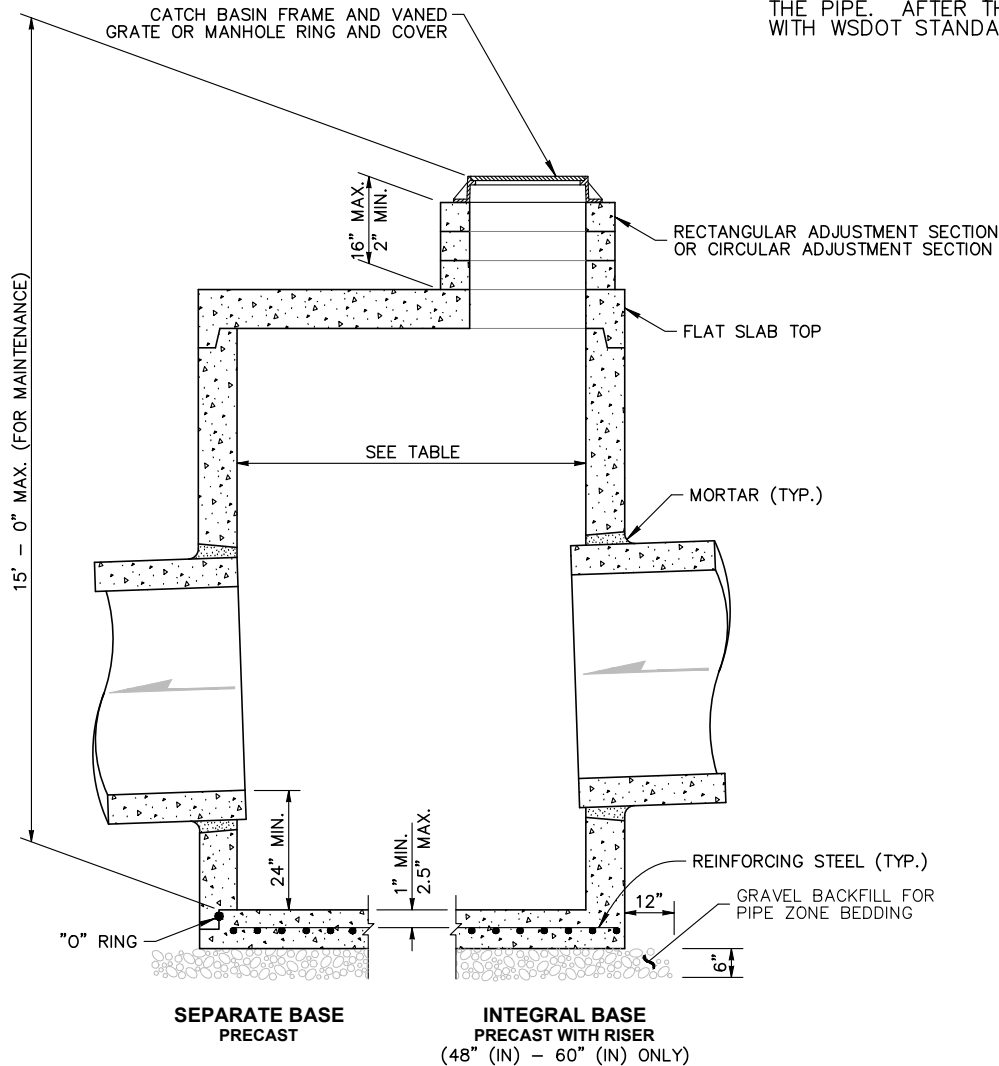 CATCH BASIN FRAME AND VANED
GRATE OR MANHOLE RING AND COVER
THE PIPE. AFTER TH
WITH WSDOT STANDA
16" MAX.
2" MIN.
RECTANGULAR ADJUSTMENT SECTION
OR CIRCULAR ADJUSTMENT SECTION
FLAT SLAB TOP
15' - 0" MAX. (FOR MAINTENANCE)
SEE TABLE
MORTAR (TYP.)
24" MIN.
1" MIN.
2.5" MAX.
REINFORCING STEEL (TYP.)
12"
GRAVEL BACKFILL FOR
PIPE ZONE BEDDING
"O" RING
6"
SEPARATE BASE
PRECAST
INTEGRAL BASE
PRECAST WITH RISER
(48" (IN) - 60" (IN) ONLY)